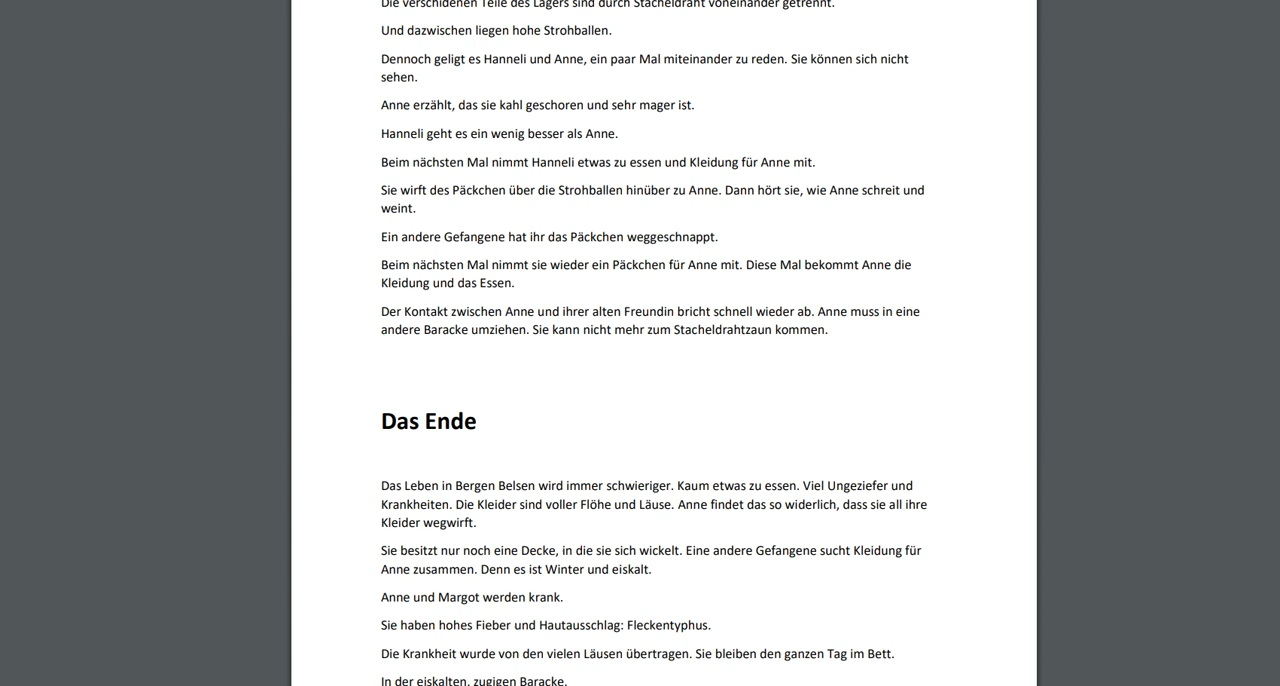 Die verschidenen Teile des Lagers sind durch Stacheldraht voneinander getrennt.
Und dazwischen liegen hohe Strohballen.
Dennoch geligt es Hanneli und Anne, ein paar Mal miteinander zu reden. Sie können sich nicht
sehen.
Anne erzählt, das sie kahl geschoren und sehr mager ist.
Hanneli geht es ein wenig besser als Anne.
Beim nächsten Mal nimmt Hanneli etwas zu essen und Kleidung für Anne mit.
Sie wirft des Päckchen über die Strohballen hinüber zu Anne. Dann hört sie, wie Anne schreit und
weint.
Ein andere Gefangene hat ihr das Päckchen weggeschnappt.
Beim nächsten Mal nimmt sie wieder ein Päckchen für Anne mit. Diese Mal bekommt Anne die
Kleidung und das Essen.
Der Kontakt zwischen Anne und ihrer alten Freundin bricht schnell wieder ab. Anne muss in eine
andere Baracke umziehen. Sie kann nicht mehr zum Stacheldrahtzaun kommen.
Das Ende
Das Leben in Bergen Belsen wird immer schwieriger. Kaum etwas zu essen. Viel Ungeziefer und
Krankheiten. Die Kleider sind voller Flöhe und Läuse. Anne findet das so widerlich, dass sie all ihre
Kleider wegwirft.
Sie besitzt nur noch eine Decke, in die sie sich wickelt. Eine andere Gefangene sucht Kleidung für
Anne zusammen. Denn es ist Winter und eiskalt.
Anne und Margot werden krank.
Sie haben hohes Fieber und Hautausschlag: Fleckentyphus.
Die Krankheit wurde von den vielen Läusen übertragen. Sie bleiben den ganzen Tag im Bett.
In der eiskalten, zugigen Baracke.